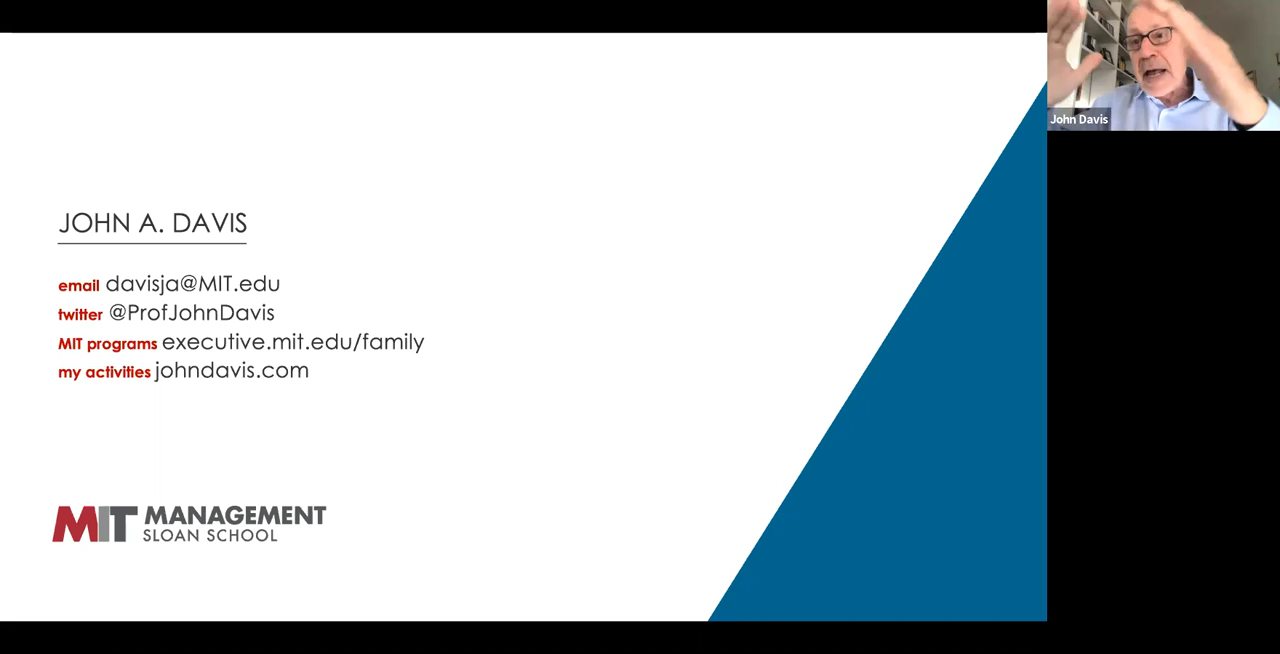 JOHN A. DAVIS
email davisja@MIT.edu
twitter @ProfJohnDavis
MIT programs executive.mit.edu/family
my activities johndavis.com
MIT MANAGEMENT
SLOAN SCHOOL
John Davis